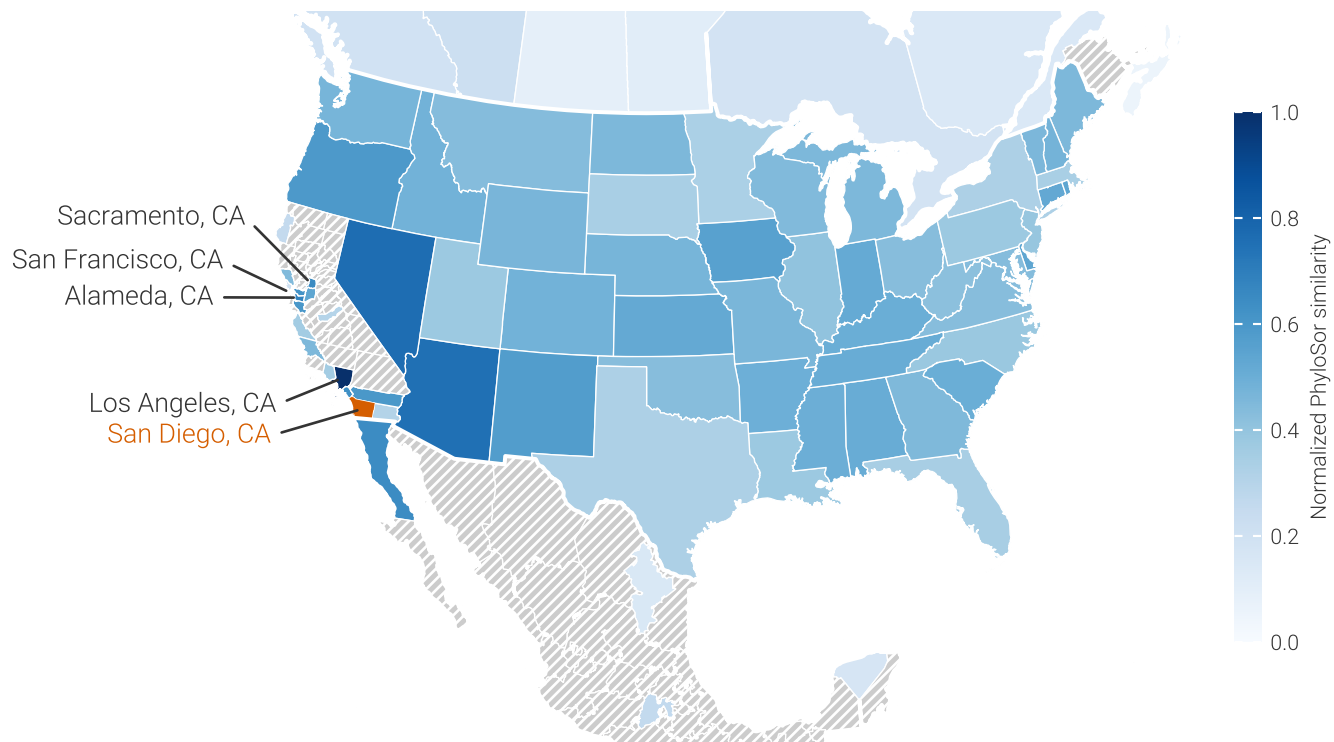 Sacramento, CA
San Francisco, CA
Alameda, CA
Los Angeles, CA
San Diego, CA
1.0
0.8
0.6
0.4
0.2
0.0
Normalized PhyloSor similarity